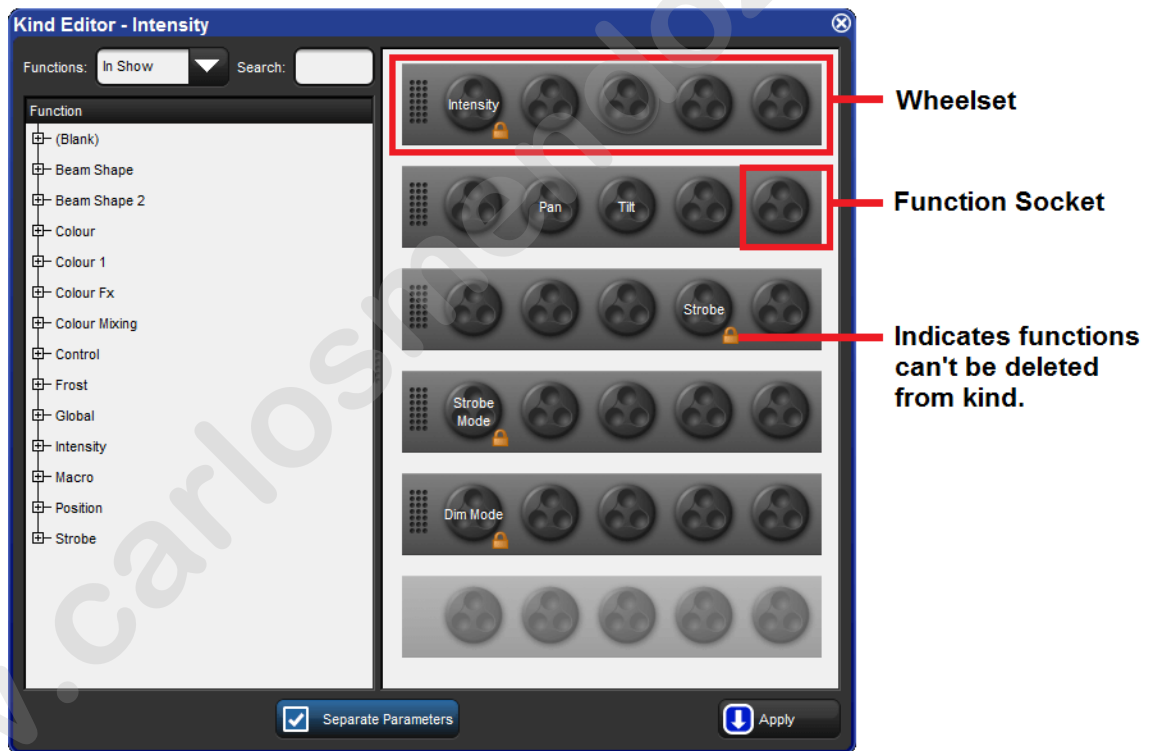 Kind Editor - Intensity
Functions: In Show Search:
Function
(Blank)
Beam Shape
Beam Shape 2
Colour
Colour 1
Colour Fx
Colour Mixing
Control
Frost
Global
Intensity
Macro
Position
Strobe
Intensity
Pan Tilt
Strobe
Strobe
Mode
Dim Mode
Separate Parameters
Apply
Wheelset
Function Socket
Indicates functions
can't be deleted
from kind.